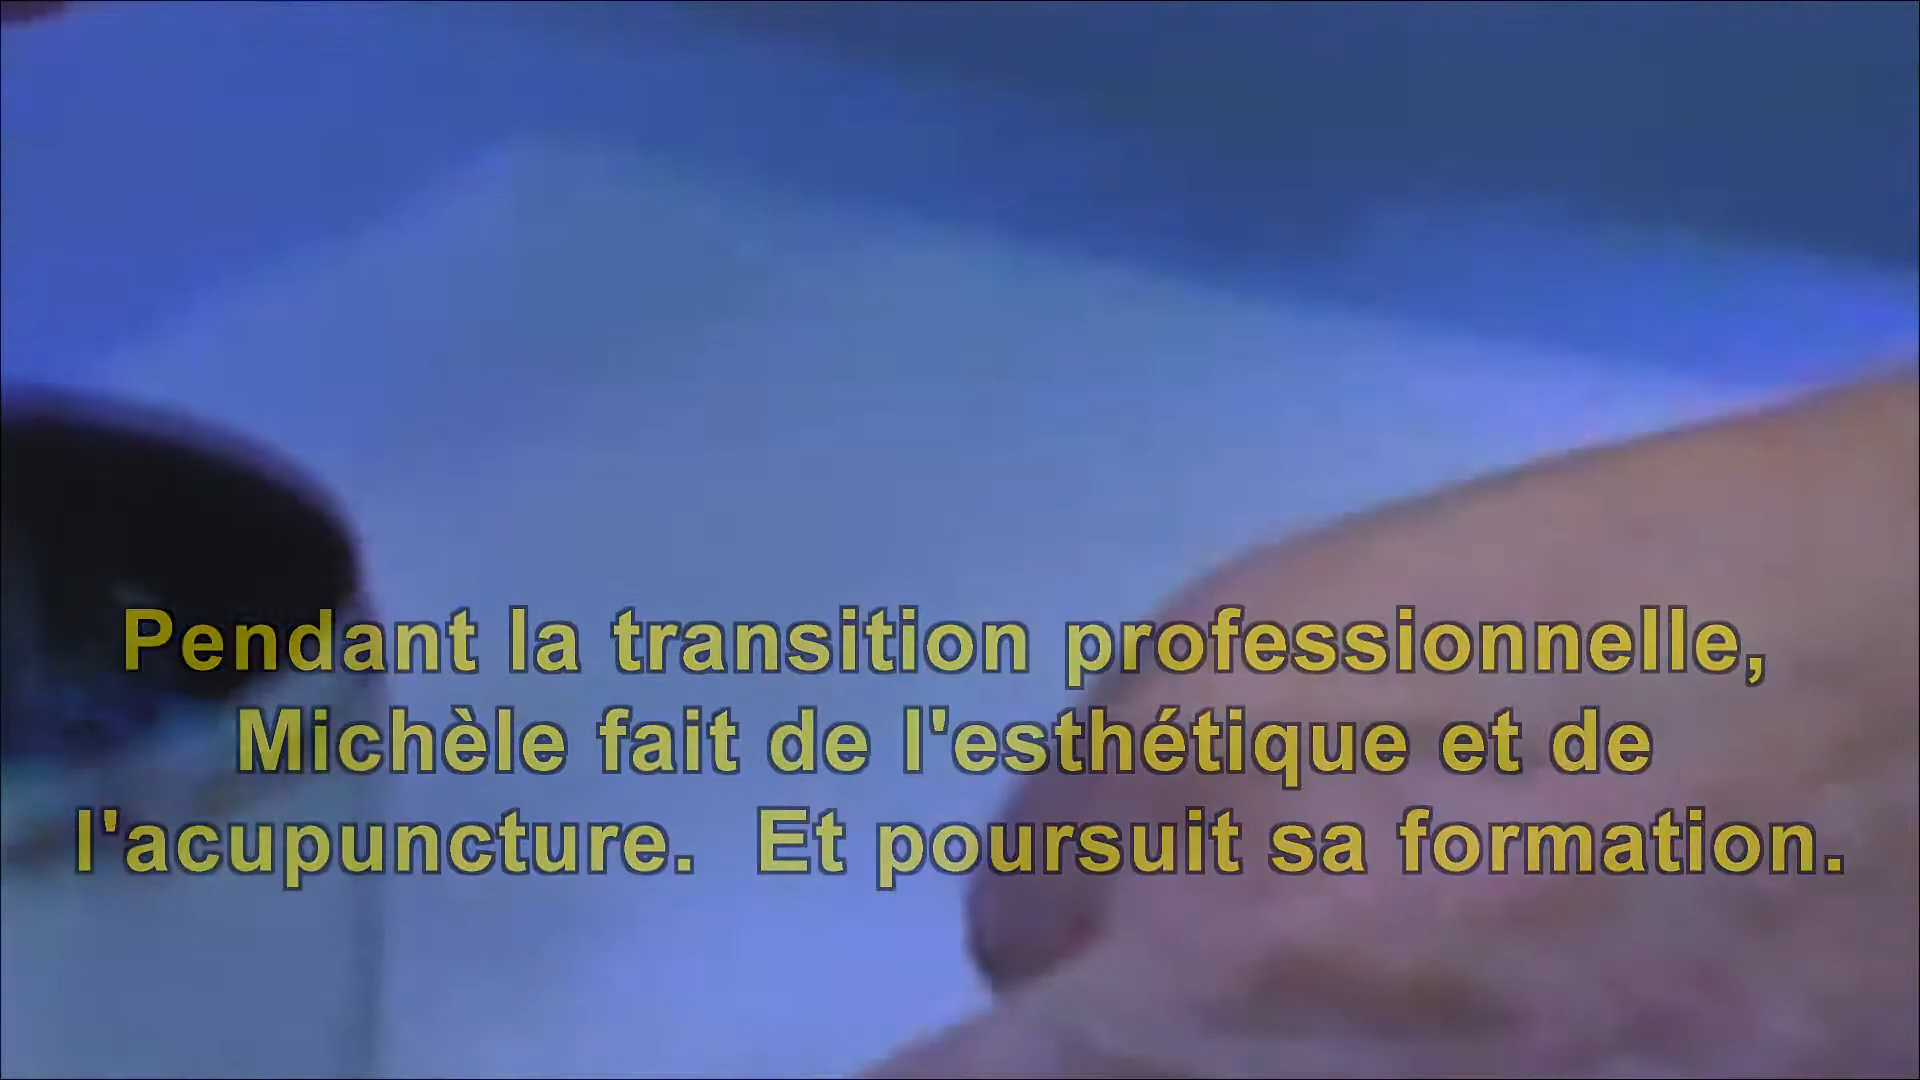 Pendant la transition professionnelle,
Michèle fait de l'esthétique et de
l'acupuncture.  Et poursuit sa formation.